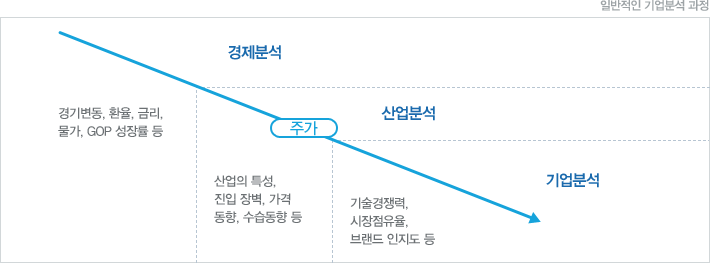 일반적인 기업분석 과정
경제분석
경기변동, 환율, 금리,
물가, GOP 성장률 등
산업분석
주가
산업의 특성,
진입 장벽, 가격
동향, 수습동향 등
기업분석
기술경쟁력,
시장점유율,
브랜드 인지도 등